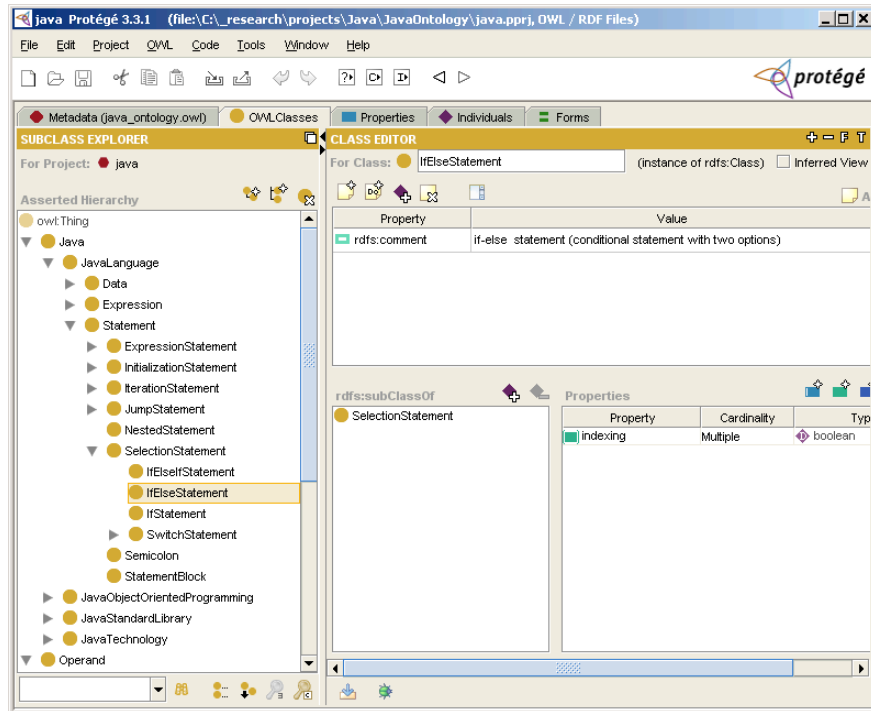 java Protégé 3.3.1 (file:\C:\_research\projects\Java\JavaOntology\java.pprj, OWL / RDF Files)
File Edit Project OWL Code Tools Window Help
protégé
Metadata (java_ontology.owl) OWLClasses Properties Individuals Forms
SUBCLASS EXPLORER
For Project: java
Asserted Hierarchy
owl:Thing
Java
JavaLanguage
Data
Expression
Statement
ExpressionStatement
InitializationStatement
IterationStatement
JumpStatement
NestedStatement
SelectionStatement
IfElseIfStatement
IfElseStatement
IfStatement
SwitchStatement
Semicolon
StatementBlock
JavaObjectOrientedProgramming
JavaStandardLibrary
JavaTechnology
Operand
CLASS EDITOR F T
For Class: IfElseStatement (instance of rdfs:Class) Inferred View
A
Property Value
rdfs:comment if-else statement (conditional statement with two options)
rdfs:subClassOf
SelectionStatement
Properties
Property Cardinality Typ
indexing Multiple boolean